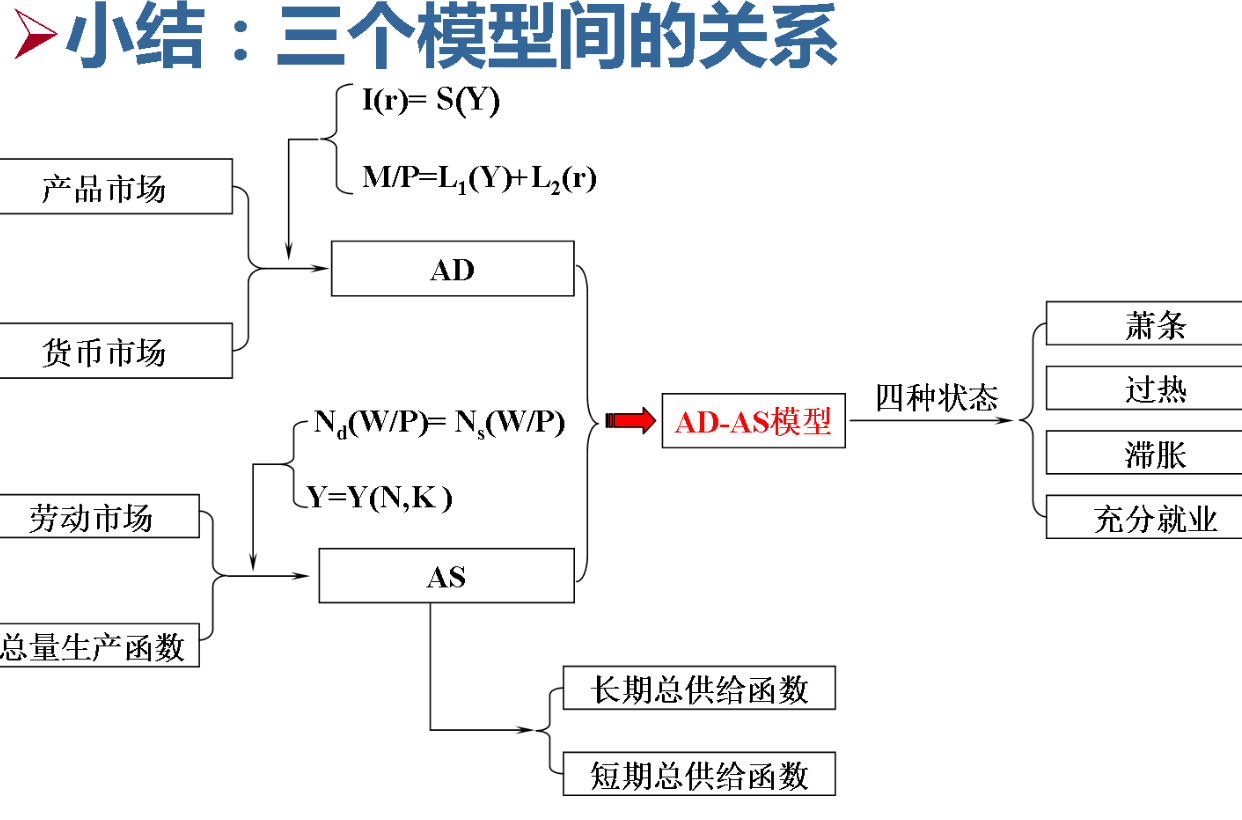 小结：三个模型间的关系
I(r)= S(Y)
M/P=L₁(Y)+L₂(r)
产品市场
AD
货币市场
萧条
过热
滞胀
充分就业
四种状态
AD-AS模型
N_d(W/P)= N_s(W/P)
Y=Y(N,K )
劳动市场
AS
总量生产函数
长期总供给函数
短期总供给函数